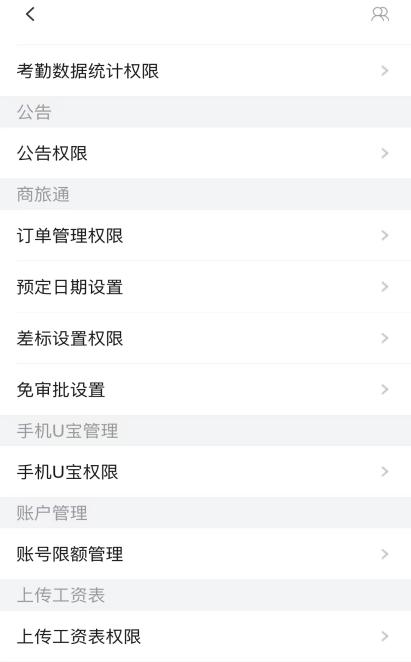 考勤数据统计权限
公告
公告权限
商旅通
订单管理权限
预定日期设置
差标设置权限
免审批设置
手机U宝管理
手机U宝权限
账户管理
账号限额管理
上传工资表
上传工资表权限